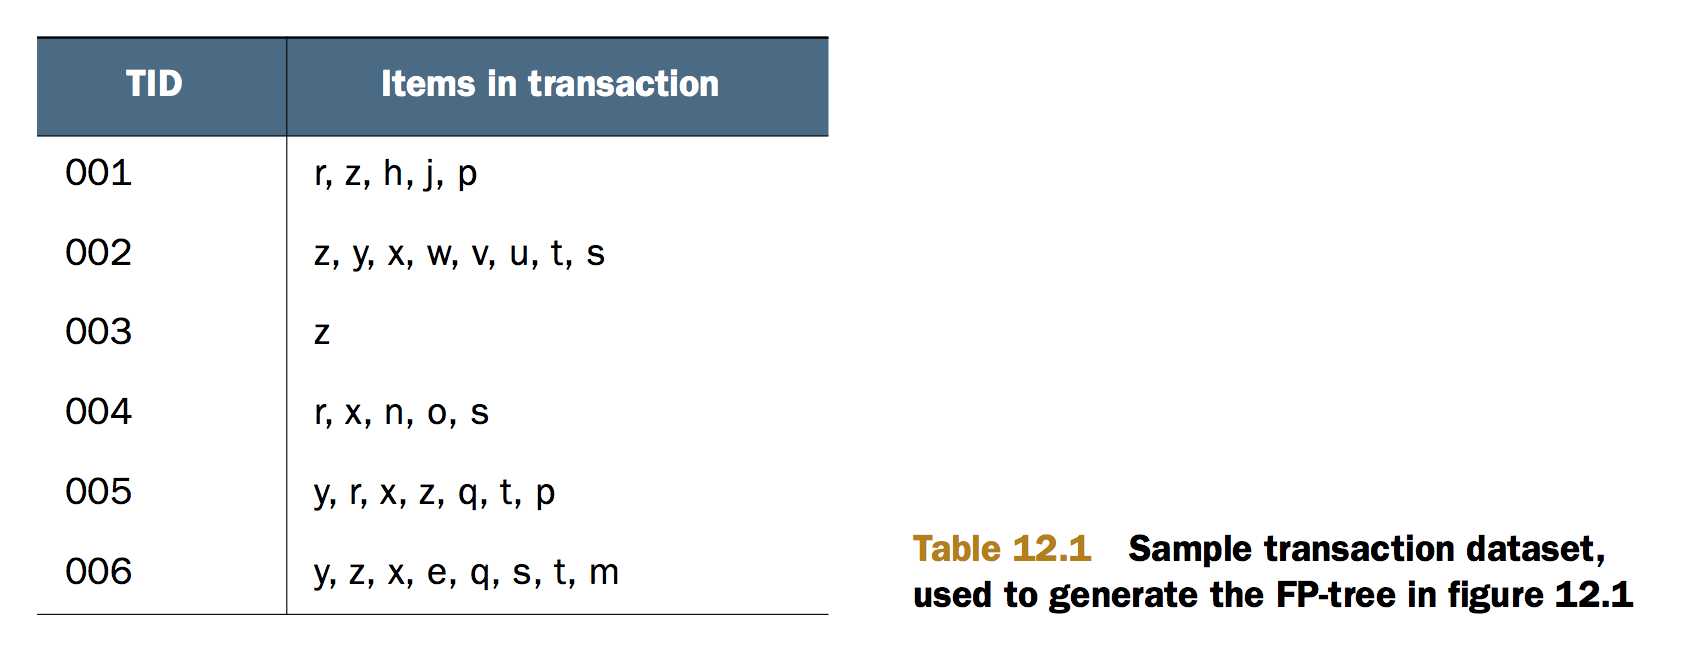 TID Items in transaction
001 r, z, h, j, p
002 z, y, x, w, v, u, t, s
003 z
004 r, x, n, o, s
005 y, r, x, z, q, t, p
006 y, z, x, e, q, s, t, m
Table 12.1 Sample transaction dataset,
used to generate the FP-tree in figure 12.1